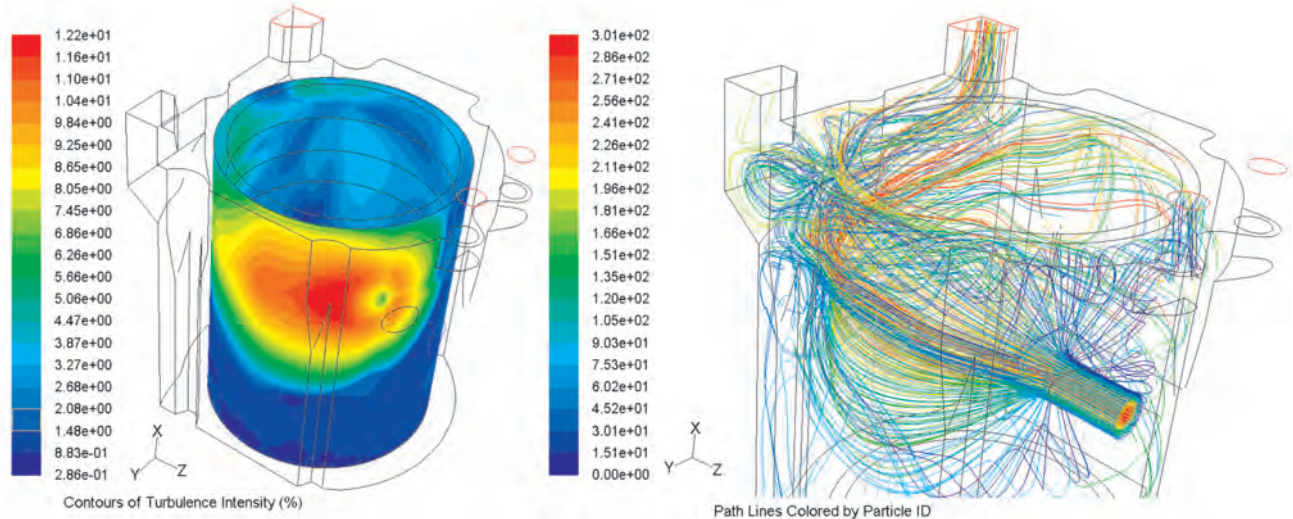 1.22e+01
1.16e+01
1.10e+01
1.04e+01
9.84e+00
9.25e+00
8.65e+00
8.05e+00
7.45e+00
6.26e+00
5.66e+00
5.06e+00
4.47e+00
3.87e+00
3.27e+00
2.68e+00
2.08e+00
1.48e+00
8.83e-01
2.86e-01
X
Y
Z
Contours of Turbulence Intensity (%)
3.01e+02
2.86e+02
2.71e+02
2.56e+02
2.41e+02
2.26e+02
2.11e+02
1.96e+02
1.81e+02
1.66e+02
1.51e+02
1.35e+02
1.20e+02
1.05e+02
9.03e+01
7.53e+01
6.02e+01
4.52e+01
3.01e+01
1.51e+01
0.00e+00
X
Y
Z
Path Lines Colored by Particle ID